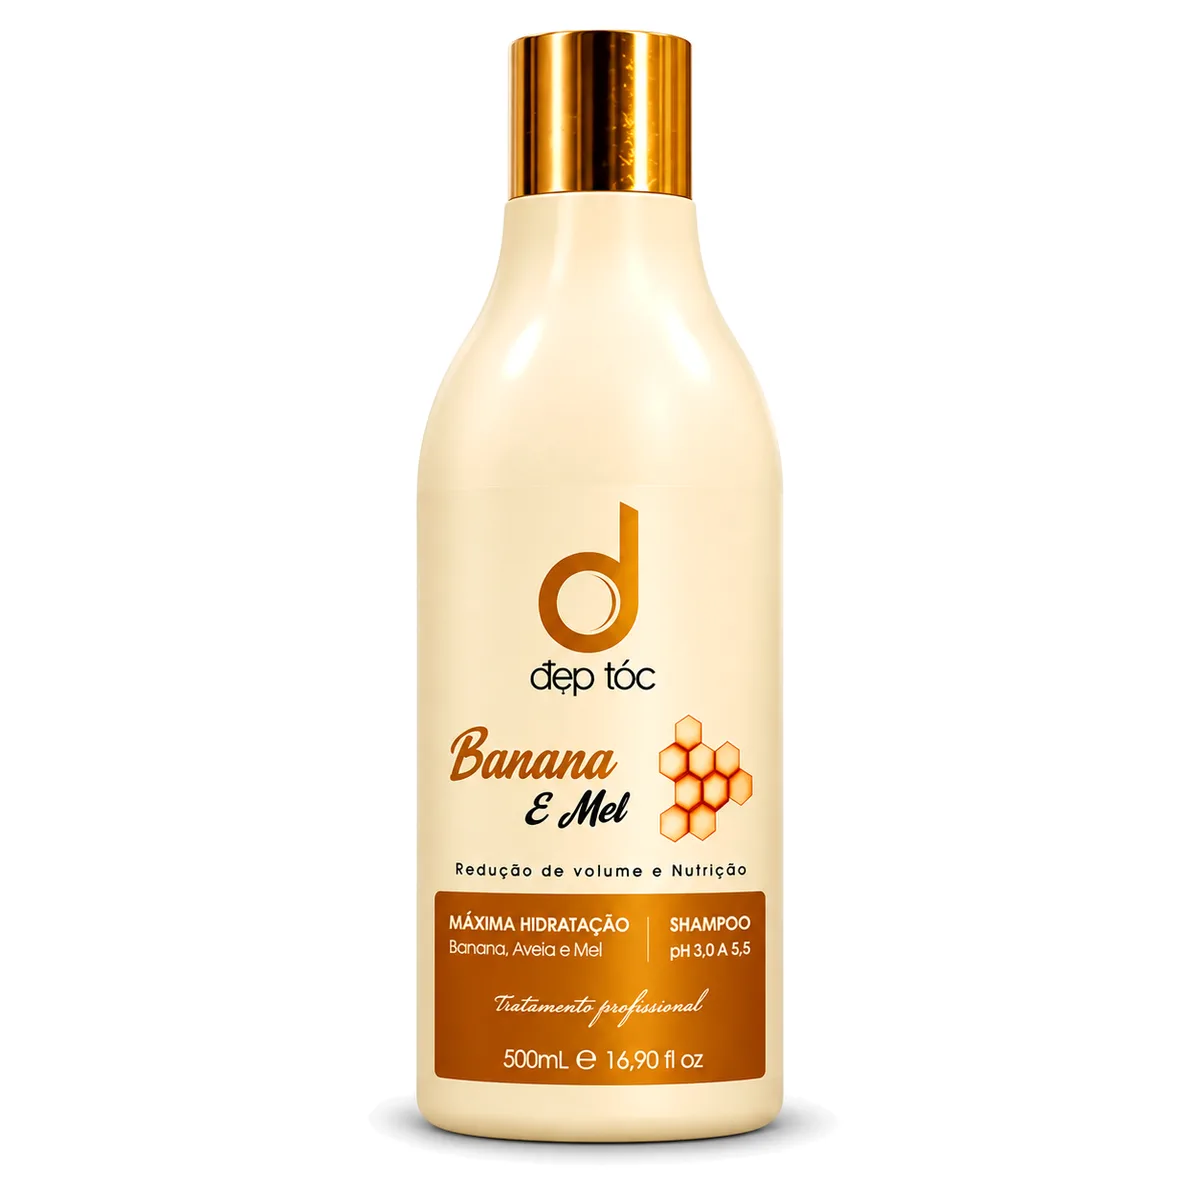 đẹp tóc
Banana
E Mel
Redução de volume e Nutrição
MÁXIMA HIDRATAÇÃO
Banana, Aveia e Mel
SHAMPOO
pH 3,0 A 5,5
Tratamento profissional
500mL ℮ 16,90 fl oz